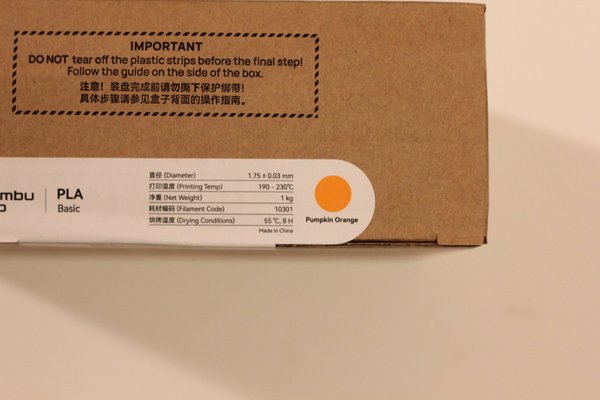 IMPORTANT
DO NOT tear off the plastic strips before the final step!
Follow the guide on the side of the box.
注意！装盘完成前请勿撕下保护绑带！
具体步骤请参见盒子背面的操作指南。
PLA
Basic
直径 (Diameter) 1.75 ± 0.03 mm
打印温度 (Printing Temp) 190 - 230℃
净重 (Net Weight) 1 kg
耗材编码 (Filament Code) 10301
烘烤温度 (Drying Conditions) 55 ℃, 8 H
Made in China
Pumpkin Orange